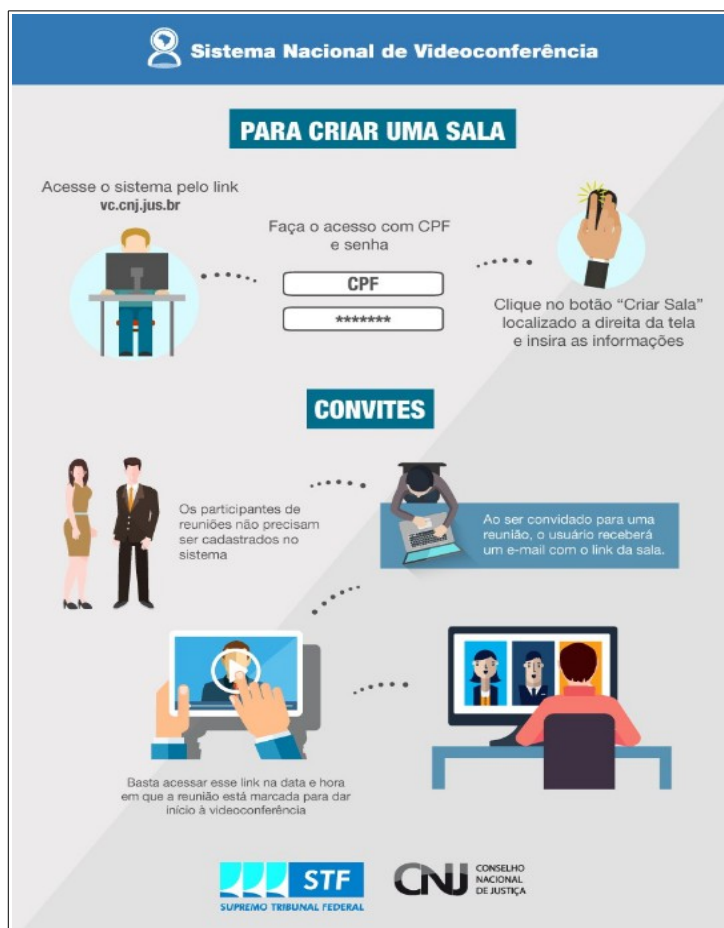 Sistema Nacional de Videoconferência
PARA CRIAR UMA SALA
Acesse o sistema pelo link
vc.cnj.jus.br
Faça o acesso com CPF
e senha
CPF
*******
Clique no botão “Criar Sala”
localizado a direita da tela
e insira as informações
CONVITES
Os participantes de
reuniões não precisam
ser cadastrados no
sistema
Ao ser convidado para uma
reunião, o usuário receberá
um e-mail com o link da sala.
Basta acessar esse link na data e hora
em que a reunião está marcada para dar
início à videoconferência
STF
SUPREMO TRIBUNAL FEDERAL
CNJ
CONSELHO
NACIONAL
DE JUSTIÇA